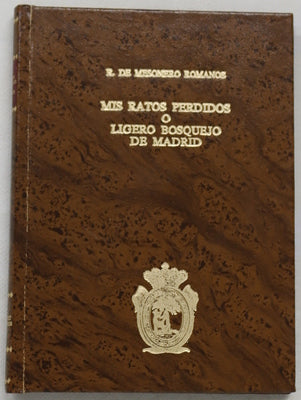 R. DE MESONERO ROMANOS
MIS RATOS PERDIDOS
O
LIGERO BOSQUEJO
DE MADRID